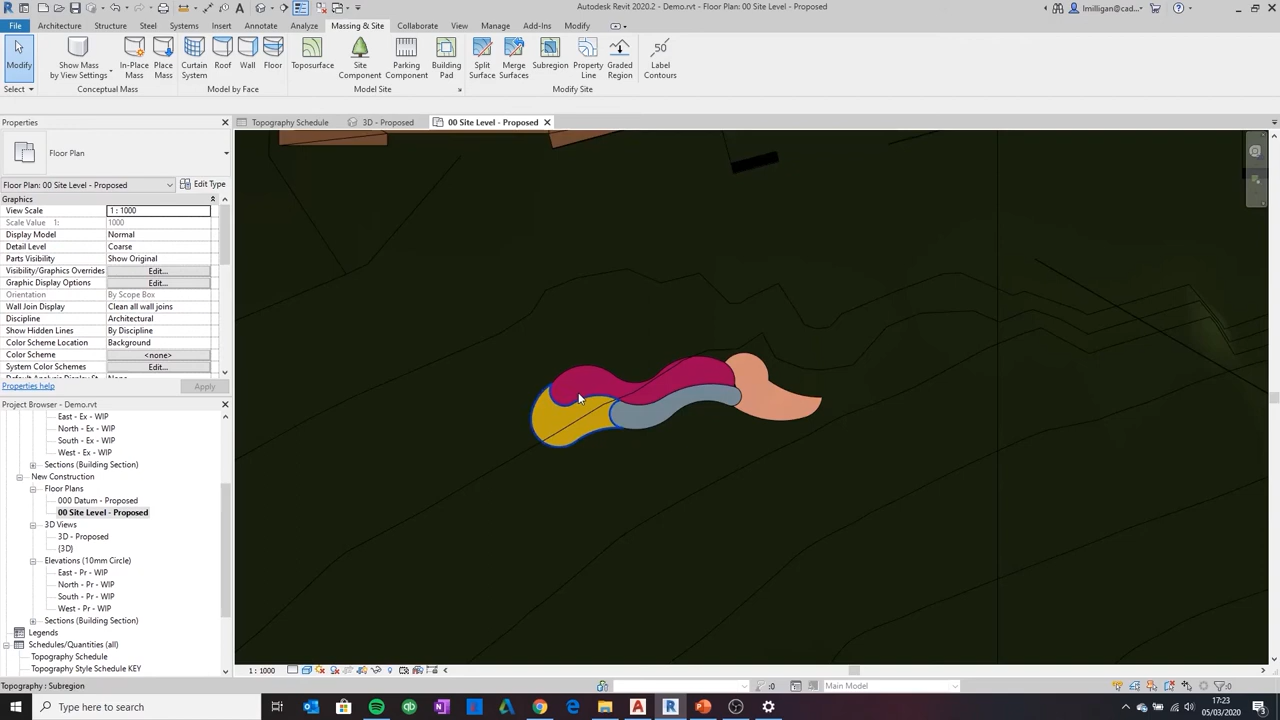 Autodesk Revit 2020.2 - Demo.rvt - Floor Plan: 00 Site Level - Proposed
lmilligan@cad...
File Architecture Structure Steel Systems Insert Annotate Analyze Massing & Site Collaborate View Manage Add-Ins Modify
Modify
Show Mass
by View Settings
In-Place
Mass
Place
Mass
Curtain
System
Roof
Wall
Floor
Toposurface
Site
Component
Parking
Component
Building
Pad
Split
Surface
Merge
Surfaces
Subregion
Property
Line
Graded
Region
50
Label
Contours
Select
Conceptual Mass
Model by Face
Model Site
Modify Site
Properties
Topography Schedule
3D - Proposed
00 Site Level - Proposed
Floor Plan
Floor Plan: 00 Site Level - Proposed
Edit Type
Graphics
View Scale 1 : 1000
Scale Value 1: 1000
Display Model Normal
Detail Level Coarse
Parts Visibility Show Original
Visibility/Graphics Overrides Edit...
Graphic Display Options Edit...
Orientation By Scope Box
Wall Join Display Clean all wall joins
Discipline Architectural
Show Hidden Lines By Discipline
Color Scheme Location Background
Color Scheme <none>
System Color Schemes Edit...
Properties help
Apply
Project Browser - Demo.rvt
East - Ex - WIP
North - Ex - WIP
South - Ex - WIP
West - Ex - WIP
Sections (Building Section)
New Construction
Floor Plans
000 Datum - Proposed
00 Site Level - Proposed
3D Views
3D - Proposed
{3D}
Elevations (10mm Circle)
East - Pr - WIP
North - Pr - WIP
South - Pr - WIP
West - Pr - WIP
Sections (Building Section)
Legends
Schedules/Quantities (all)
Topography Schedule
Topography Style Schedule KEY
1 : 1000
Topography : Subregion
:0
Main Model
:0
Type here to search
17:23
05/03/2020